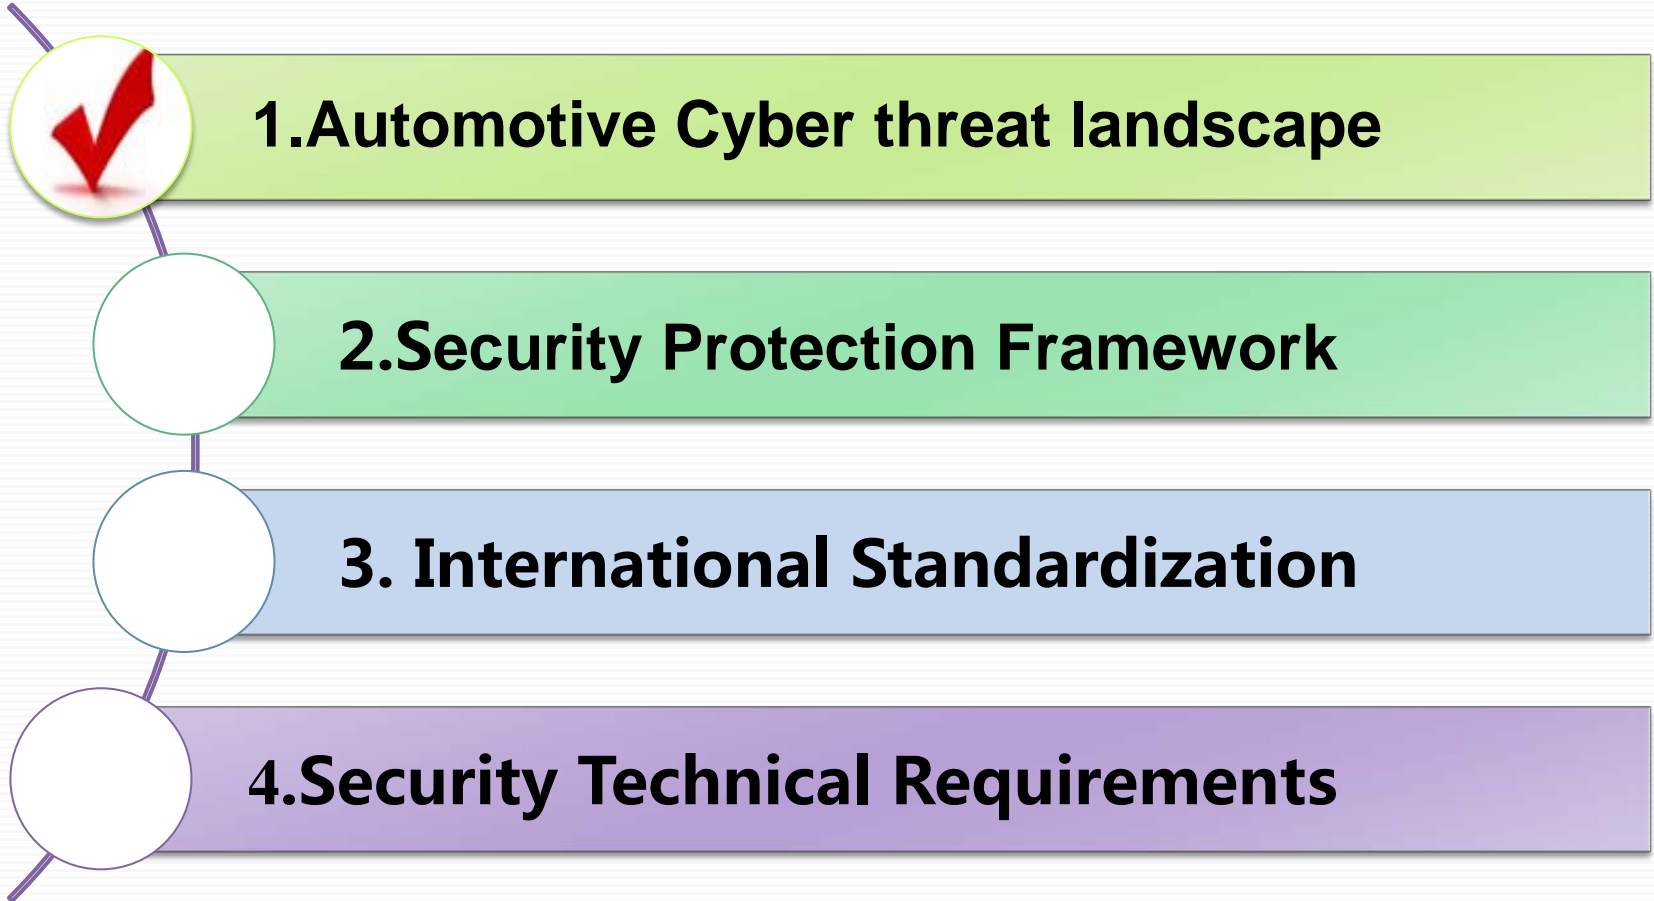 1.Automotive Cyber threat landscape
2.Security Protection Framework
3. International Standardization
4.Security Technical Requirements